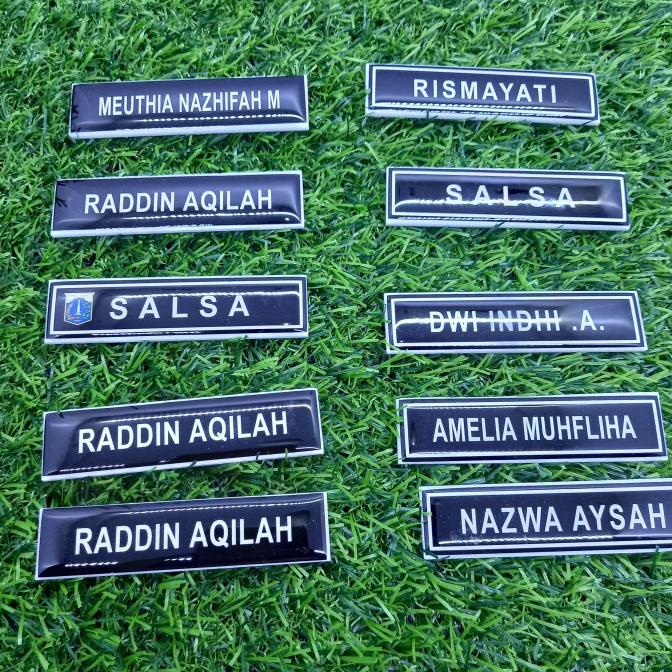 MEUTHIA NAZHIFAH M
RADDIN AQILAH
SALSA
RADDIN AQILAH
RADDIN AQILAH
RISMAYATI
SALSA
DWI INDHI .A.
AMELIA MUHFLIHA
NAZWA AYSAH